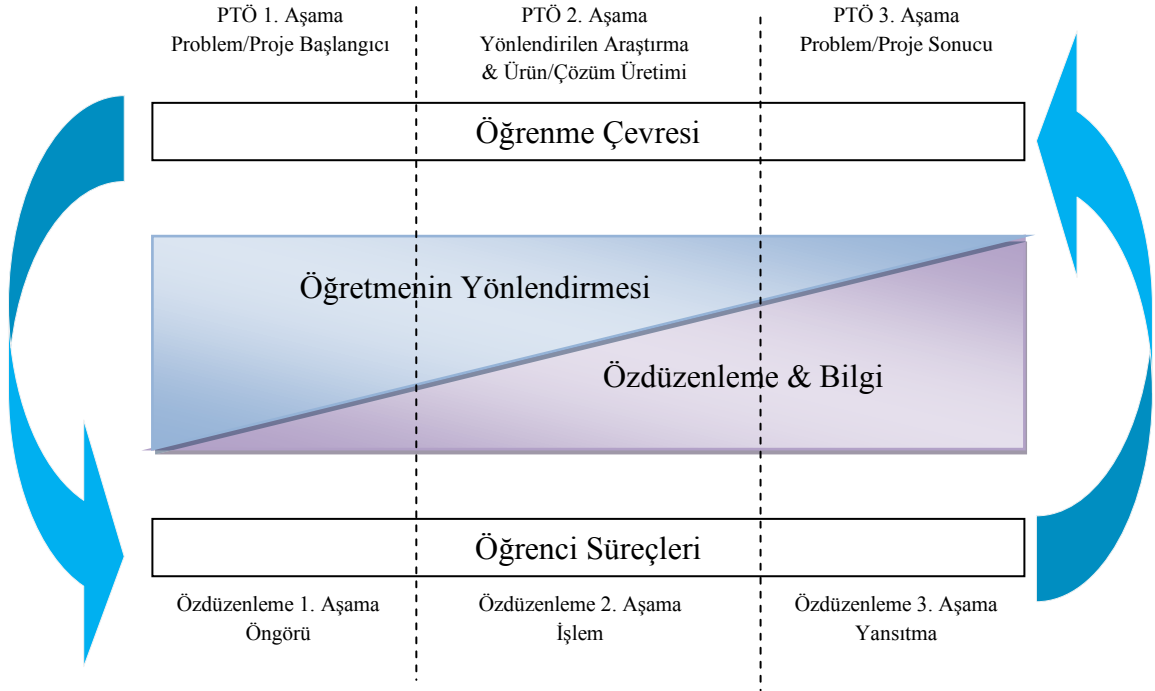 PTÖ 1. Aşama
Problem/Proje Başlangıcı
PTÖ 2. Aşama
Yönlendirilen Araştırma
& Ürün/Çözüm Üretimi
PTÖ 3. Aşama
Problem/Proje Sonucu
Öğrenme Çevresi
Öğretmenin Yönlendirmesi
Özdüzenleme & Bilgi
Öğrenci Süreçleri
Özdüzenleme 1. Aşama
Öngörü
Özdüzenleme 2. Aşama
İşlem
Özdüzenleme 3. Aşama
Yansıtma